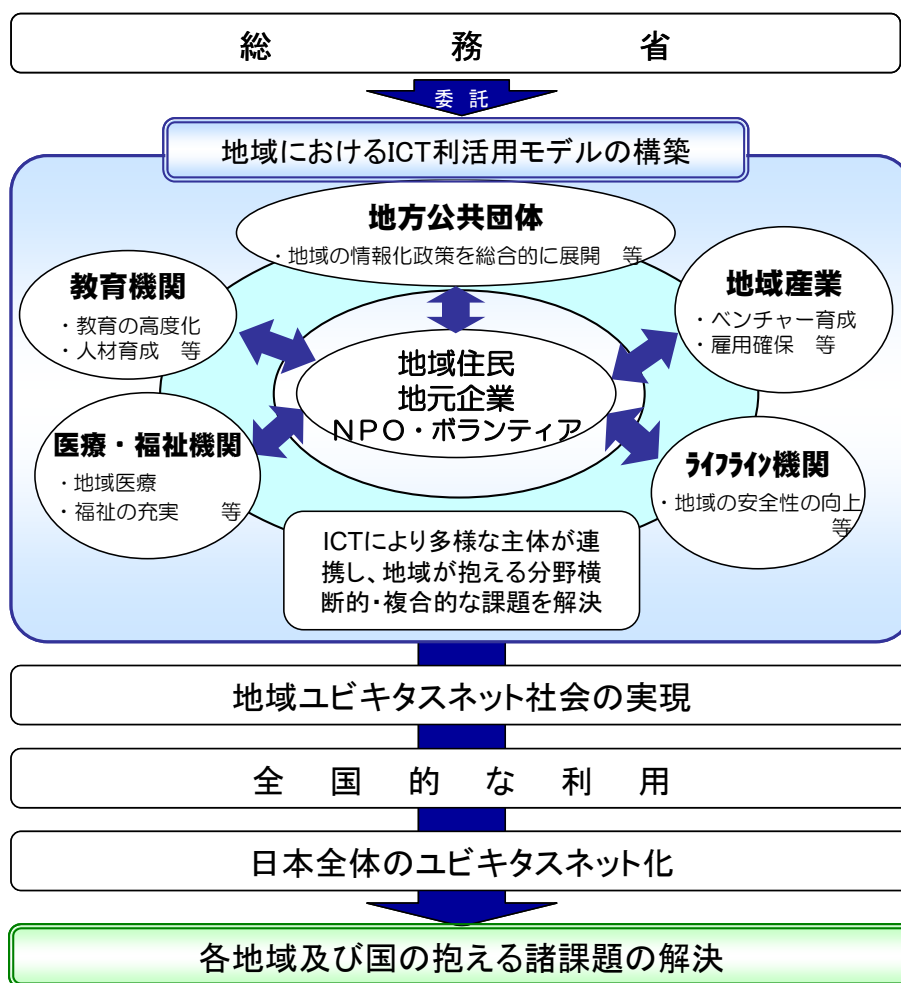 総務省
委託
地域におけるICT利活用モデルの構築
地方公共団体
・地域の情報化政策を総合的に展開 等
教育機関
・教育の高度化
・人材育成 等
地域産業
・ベンチャー育成
・雇用確保 等
地域住民
地元企業
NPO・ボランティア
医療・福祉機関
・地域医療
・福祉の充実 等
ﾗｲﾌﾗｲﾝ機関
・地域の安全性の向上
等
ICTにより多様な主体が連
携し、地域が抱える分野横
断的・複合的な課題を解決
地域ユビキタスネット社会の実現
全国的な利用
日本全体のユビキタスネット化
各地域及び国の抱える諸課題の解決